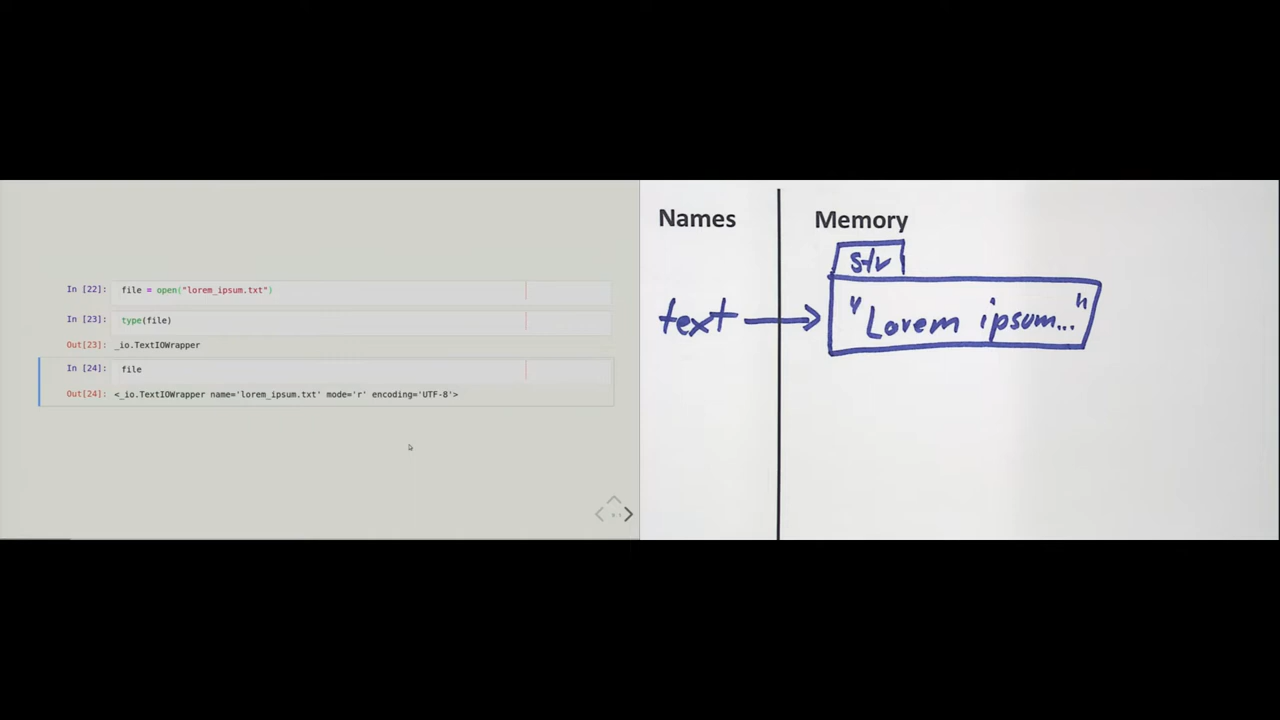 In [22]: file = open("lorem_ipsum.txt")
In [23]: type(file)
Out[23]: _io.TextIOWrapper
In [24]: file
Out[24]: <_io.TextIOWrapper name='lorem_ipsum.txt' mode='r' encoding='UTF-8'>
Names
Memory
str
text
"Lorem ipsum..."